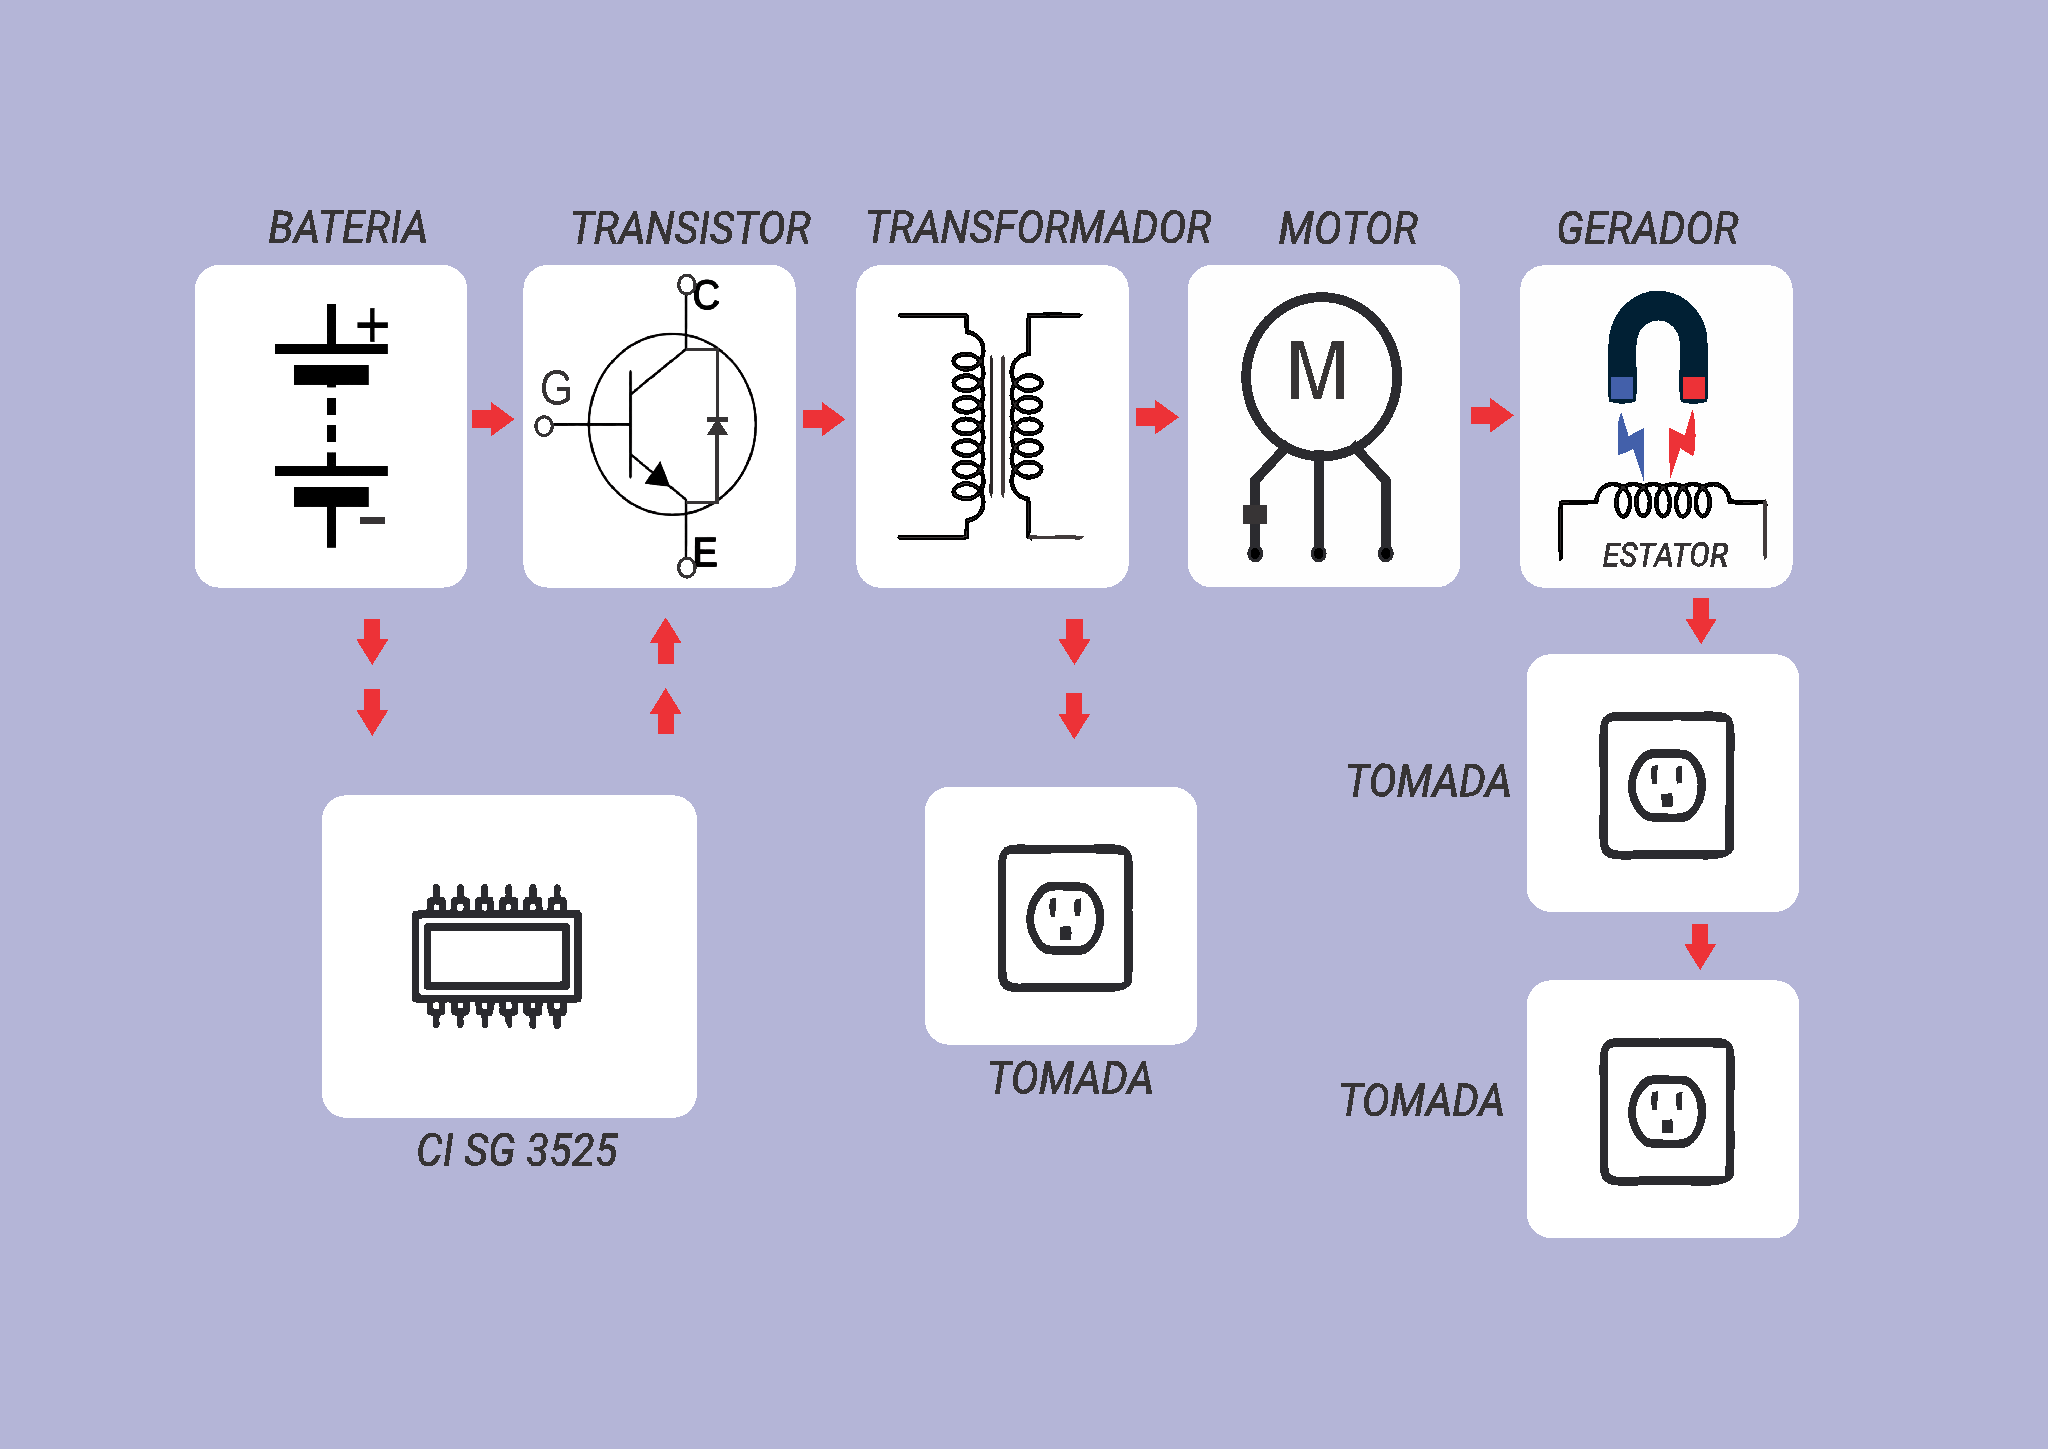 BATERIA
TRANSISTOR
TRANSFORMADOR
MOTOR
GERADOR
+
-
C
G
E
M
ESTATOR
TOMADA
TOMADA
TOMADA
CI SG 3525